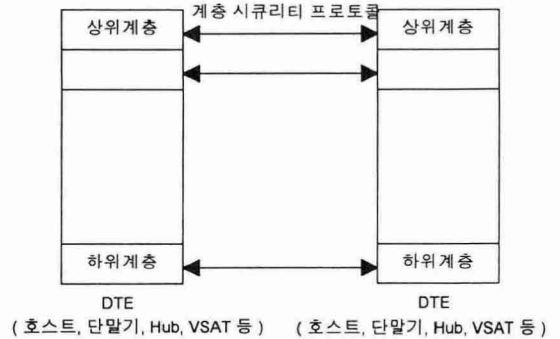 계층 시큐리티 프로토콜
상위계층 상위계층
하위계층 하위계층
DTE DTE
( 호스트, 단말기, Hub, VSAT 등 ) ( 호스트, 단말기, Hub, VSAT 등 )